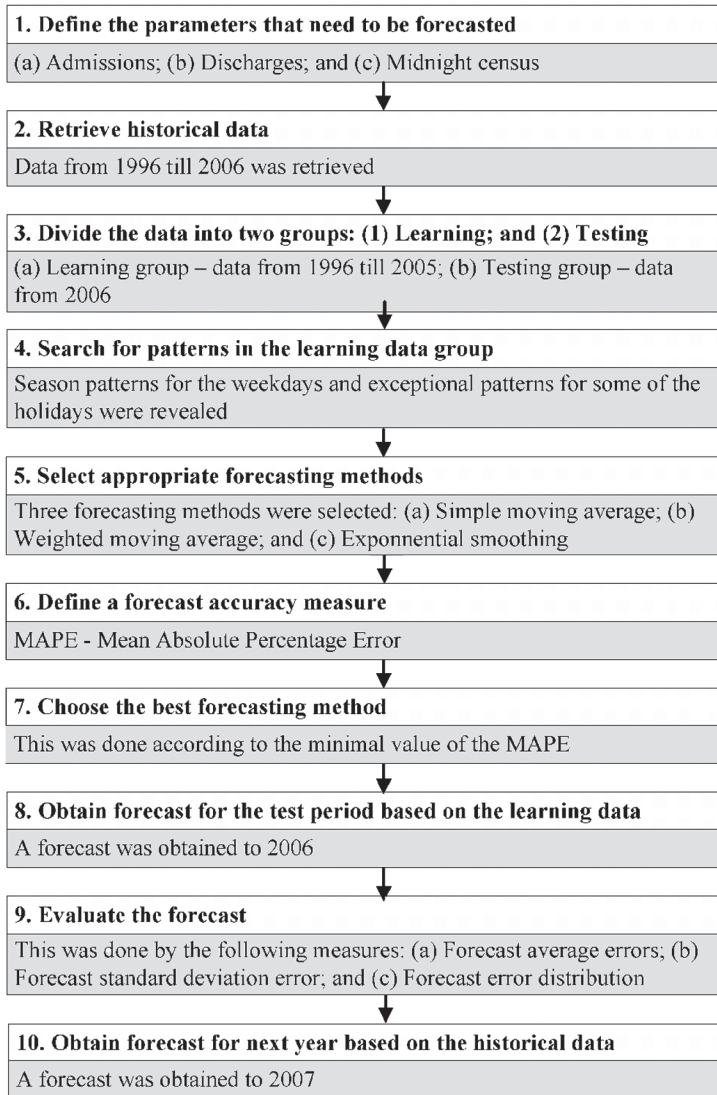 1. Define the parameters that need to be forecasted
(a) Admissions; (b) Discharges; and (c) Midnight census
2. Retrieve historical data
Data from 1996 till 2006 was retrieved
3. Divide the data into two groups: (1) Learning; and (2) Testing
(a) Learning group – data from 1996 till 2005; (b) Testing group – data
from 2006
4. Search for patterns in the learning data group
Season patterns for the weekdays and exceptional patterns for some of the
holidays were revealed
5. Select appropriate forecasting methods
Three forecasting methods were selected: (a) Simple moving average; (b)
Weighted moving average; and (c) Exponnential smoothing
6. Define a forecast accuracy measure
MAPE - Mean Absolute Percentage Error
7. Choose the best forecasting method
This was done according to the minimal value of the MAPE
8. Obtain forecast for the test period based on the learning data
A forecast was obtained to 2006
9. Evaluate the forecast
This was done by the following measures: (a) Forecast average errors; (b)
Forecast standard deviation error; and (c) Forecast error distribution
10. Obtain forecast for next year based on the historical data
A forecast was obtained to 2007